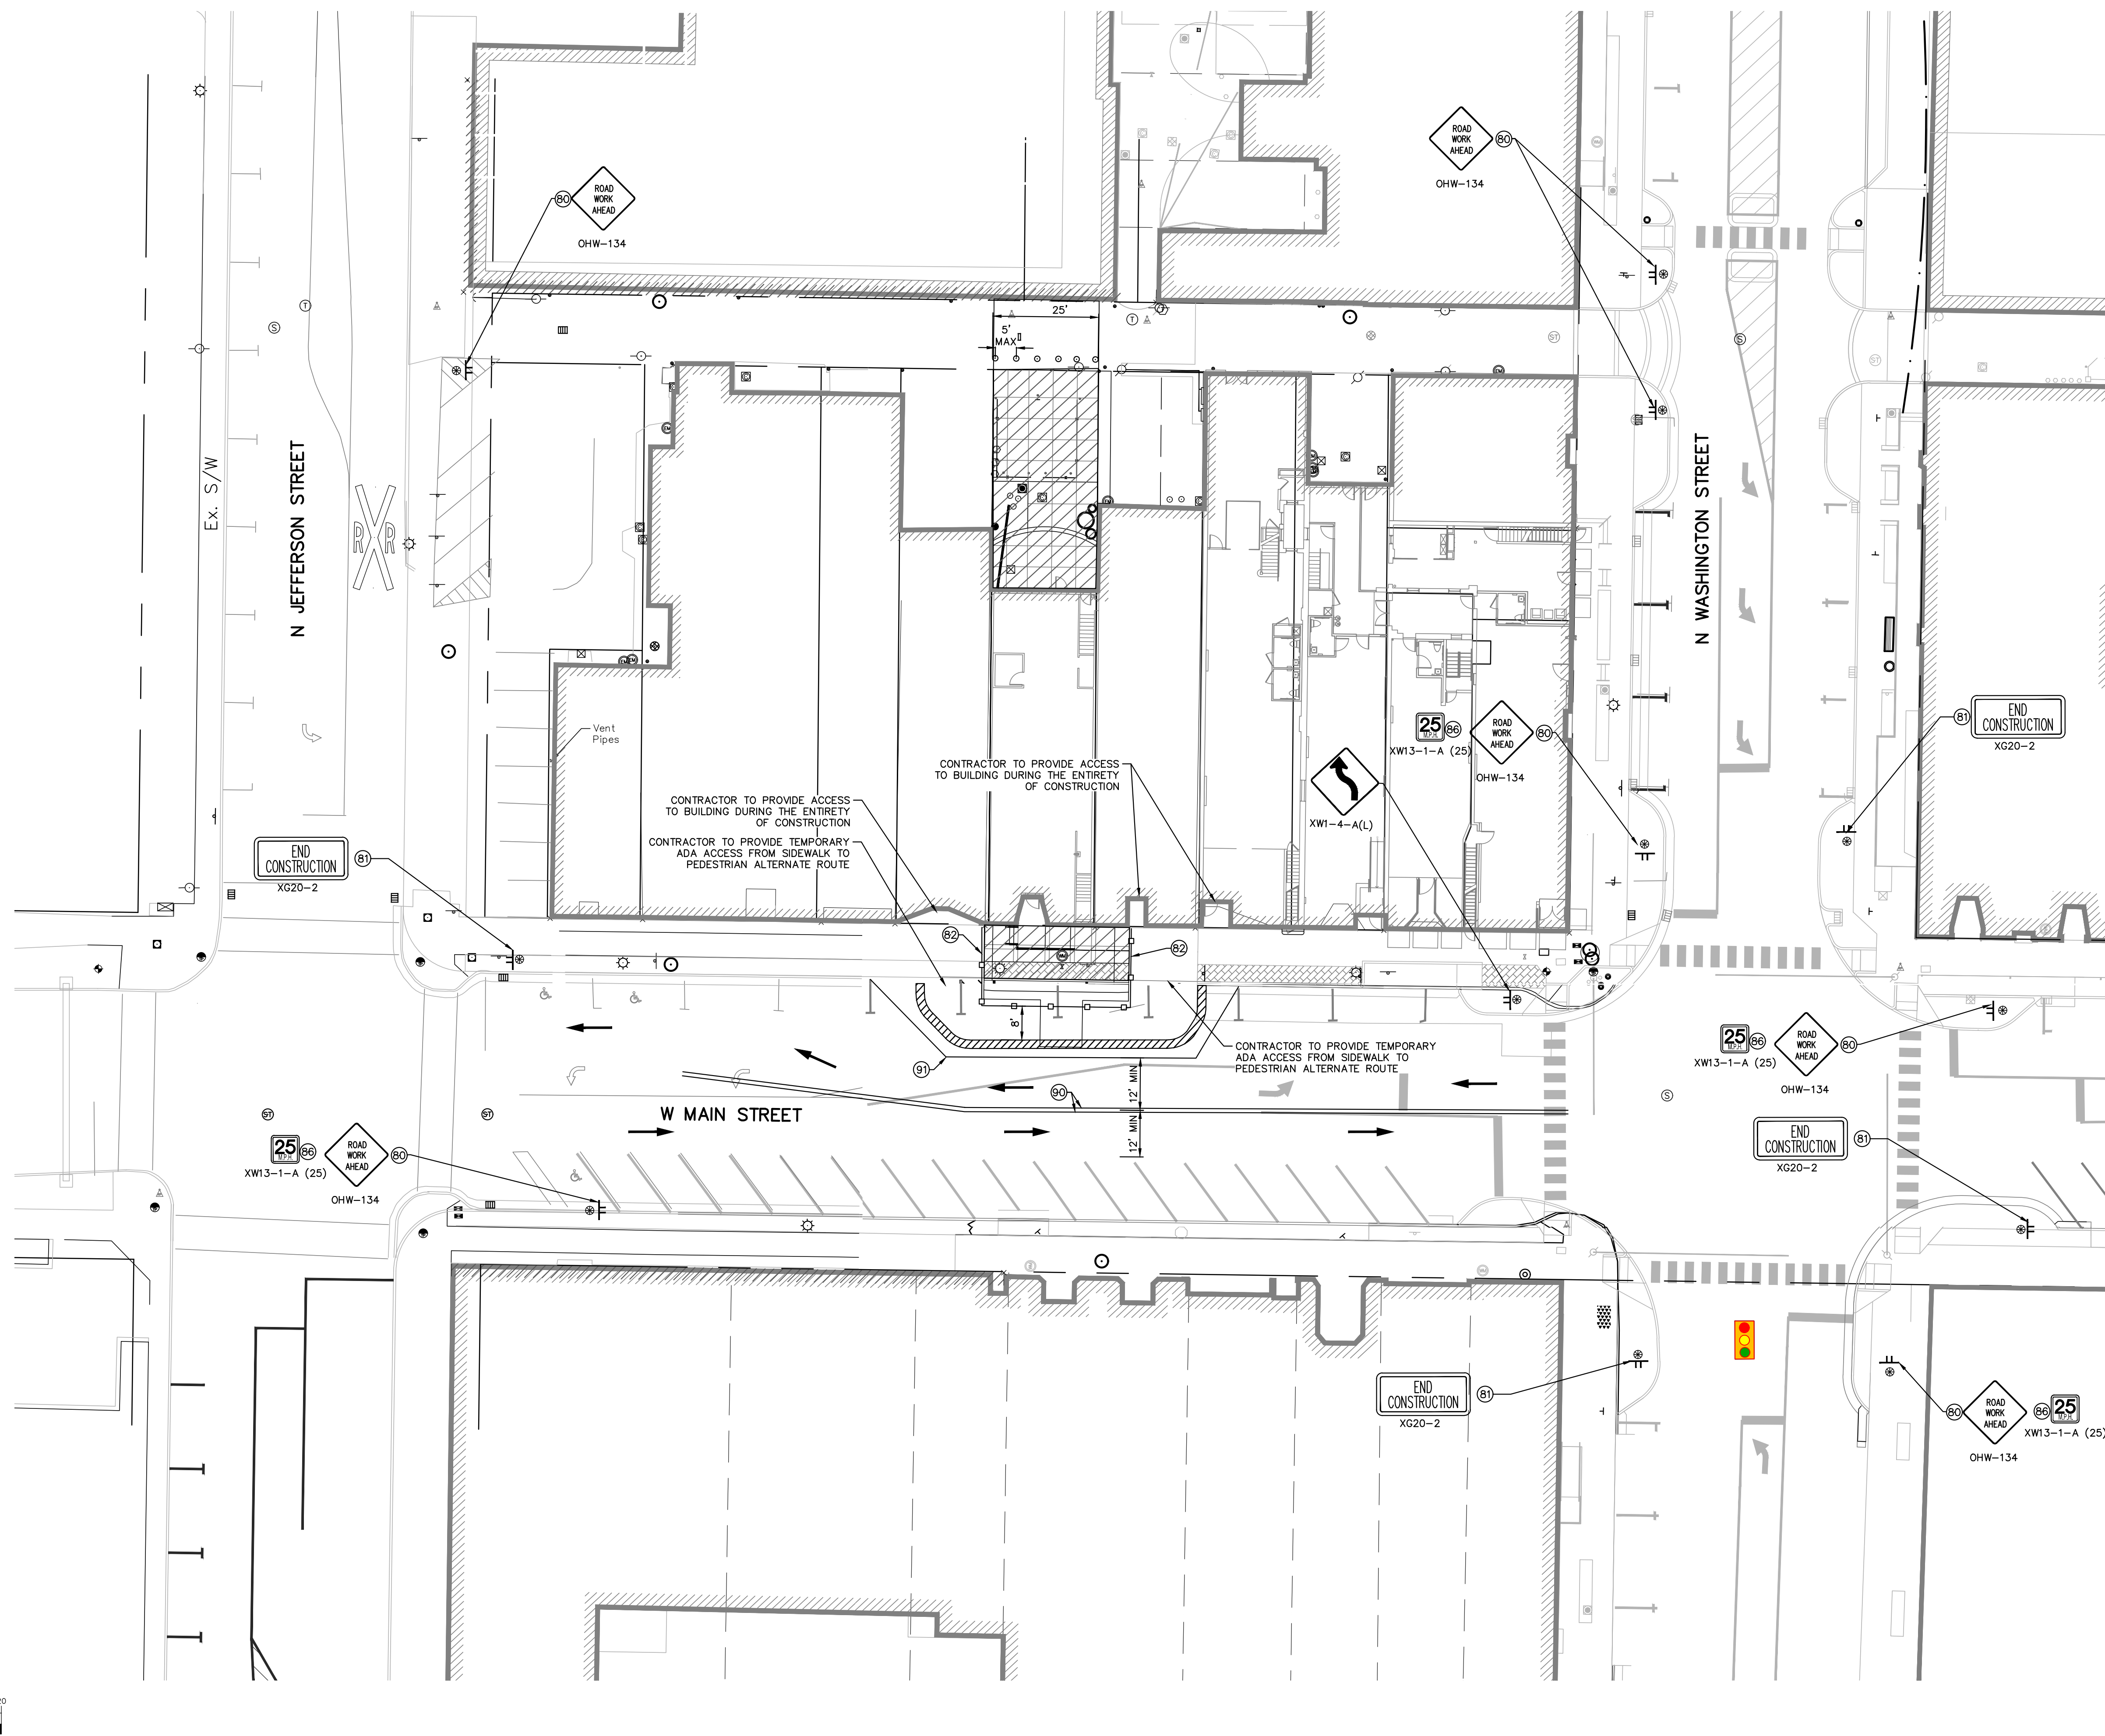 ROAD
WORK
AHEAD
80
OHW-134
ROAD
WORK
AHEAD
80
OHW-134
T
S
25'
5'
MAX
T
ST
S
ST
Ex. S/W
N JEFFERSON STREET
R R
N WASHINGTON STREET
Vent
Pipes
25
M.P.H.
86
XW13-1-A (25)
ROAD
WORK
AHEAD
80
OHW-134
END
CONSTRUCTION
81
XG20-2
CONTRACTOR TO PROVIDE ACCESS
TO BUILDING DURING THE ENTIRETY
OF CONSTRUCTION
XW1-4-A(L)
CONTRACTOR TO PROVIDE ACCESS
TO BUILDING DURING THE ENTIRETY
OF CONSTRUCTION
CONTRACTOR TO PROVIDE TEMPORARY
ADA ACCESS FROM SIDEWALK TO
PEDESTRIAN ALTERNATE ROUTE
END
CONSTRUCTION
81
XG20-2
82
82
8'
91
CONTRACTOR TO PROVIDE TEMPORARY
ADA ACCESS FROM SIDEWALK TO
PEDESTRIAN ALTERNATE ROUTE
12' MIN
12' MIN
90
W MAIN STREET
ST
ST
S
25
M.P.H.
86
XW13-1-A (25)
ROAD
WORK
AHEAD
80
OHW-134
25
M.P.H.
86
XW13-1-A (25)
ROAD
WORK
AHEAD
80
OHW-134
END
CONSTRUCTION
81
XG20-2
END
CONSTRUCTION
81
XG20-2
80
ROAD
WORK
AHEAD
OHW-134
86
25
M.P.H.
XW13-1-A (25)
20